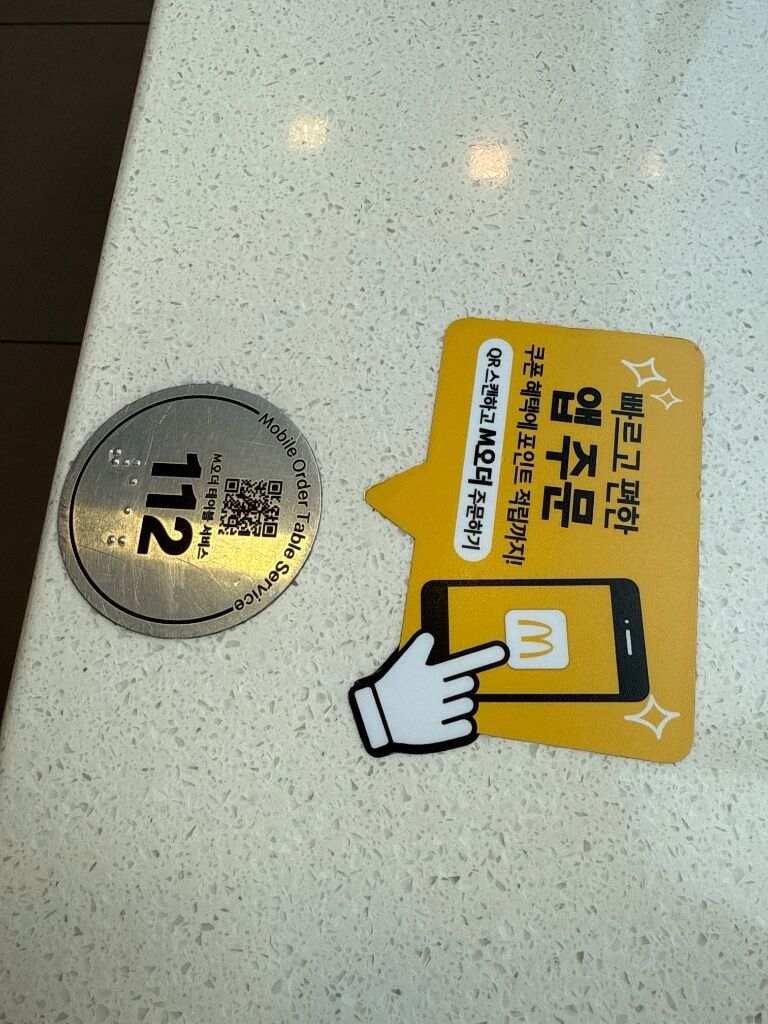 Mobile Order Table Service
M오더 테이블 서비스
112
빠르고 편한
앱 주문
쿠폰 혜택에 포인트 적립까지!
QR 스캔하고 M오더 주문하기